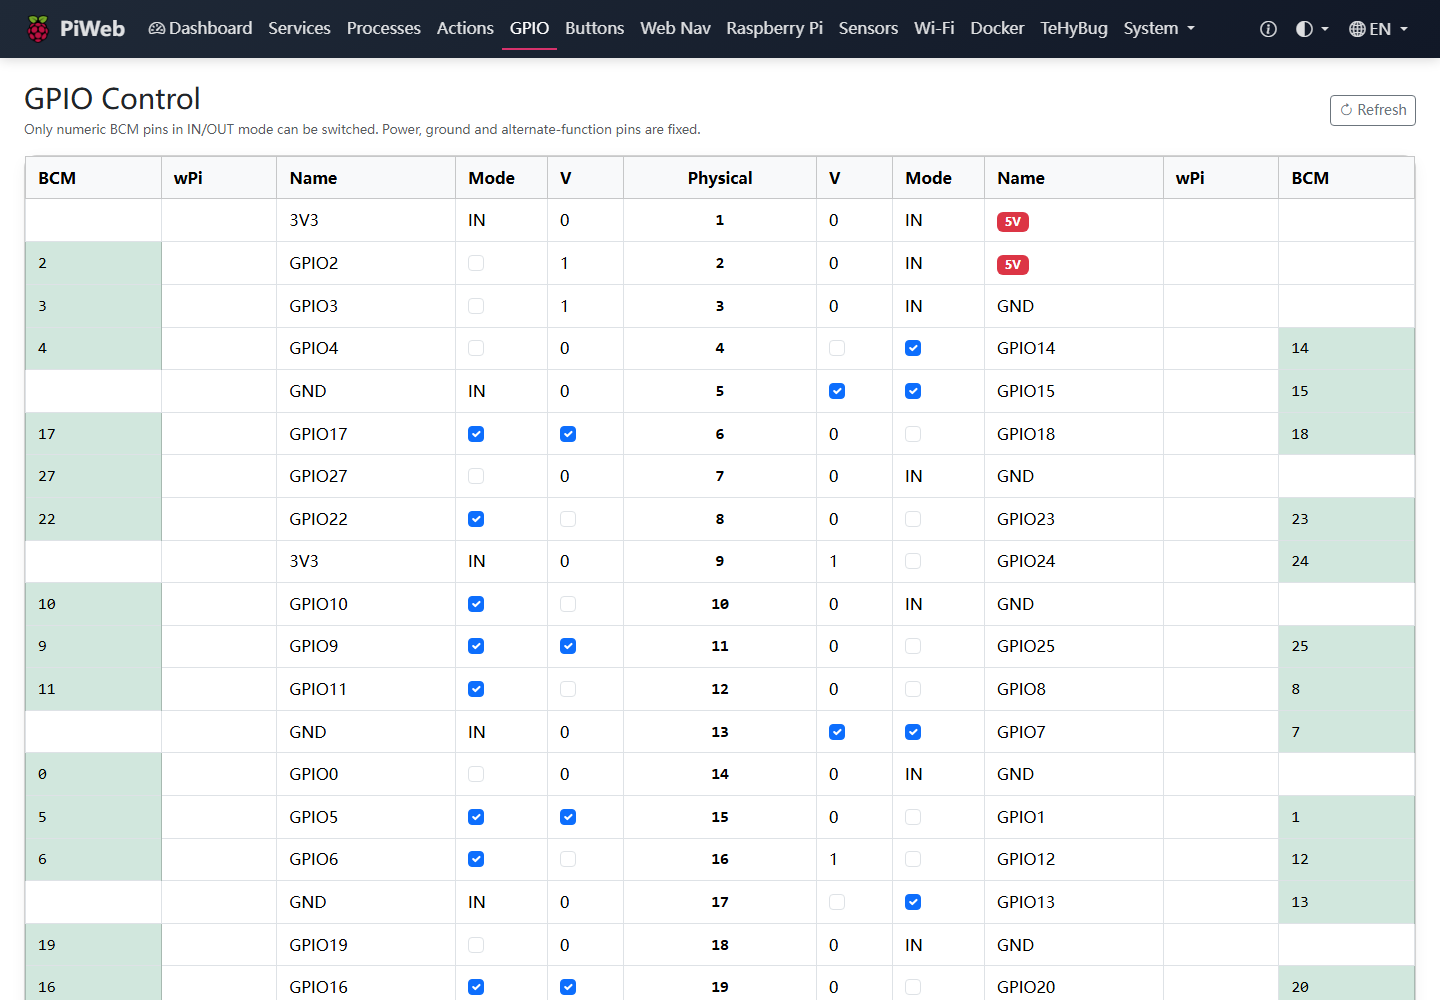 PiWeb Dashboard Services Processes Actions GPIO Buttons Web Nav Raspberry Pi Sensors Wi-Fi Docker TeHyBug System EN
GPIO Control
Refresh
Only numeric BCM pins in IN/OUT mode can be switched. Power, ground and alternate-function pins are fixed.
BCM wPi Name Mode V Physical V Mode Name wPi BCM
3V3 IN 0 1 0 IN 5V
2 GPIO2 1 2 0 IN 5V
3 GPIO3 1 3 0 IN GND
4 GPIO4 0 4 GPIO14 14
GND IN 0 5 GPIO15 15
17 GPIO17 6 0 GPIO18 18
27 GPIO27 0 7 0 IN GND
22 GPIO22 8 0 GPIO23 23
3V3 IN 0 9 1 GPIO24 24
10 GPIO10 10 0 IN GND
9 GPIO9 11 0 GPIO25 25
11 GPIO11 12 0 GPIO8 8
GND IN 0 13 GPIO7 7
0 GPIO0 0 14 0 IN GND
5 GPIO5 15 0 GPIO1 1
6 GPIO6 16 1 GPIO12 12
GND IN 0 17 GPIO13 13
19 GPIO19 0 18 0 IN GND
16 GPIO16 19 0 GPIO20 20